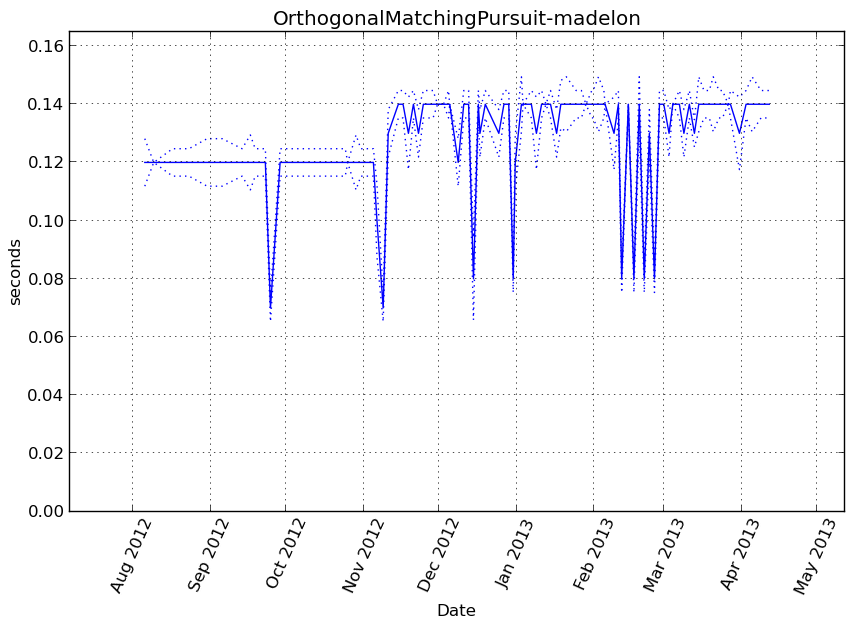 OrthogonalMatchingPursuit-madelon
0.16
0.14
0.12
0.10
0.08
0.06
0.04
0.02
0.00
seconds
Aug 2012
Sep 2012
Oct 2012
Nov 2012
Dec 2012
Jan 2013
Feb 2013
Mar 2013
Apr 2013
May 2013
Date